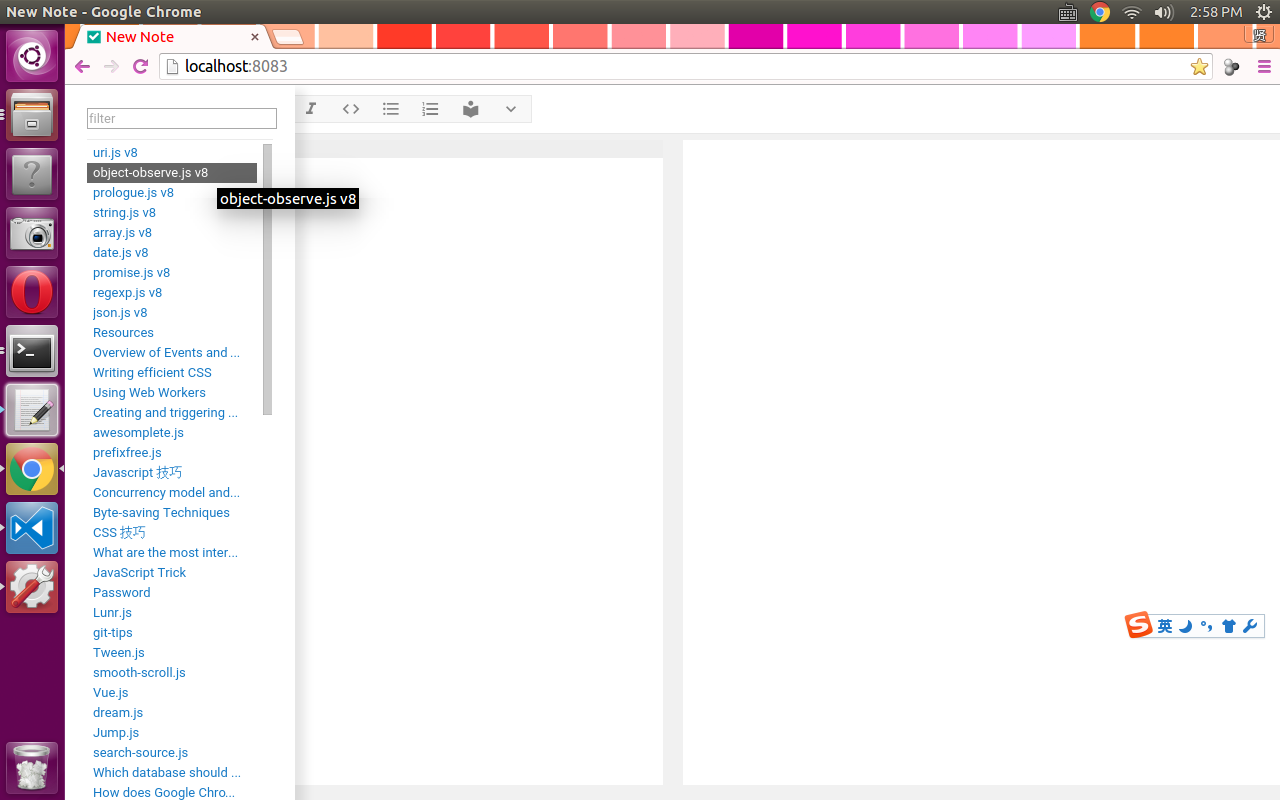 New Note - Google Chrome
2:58 PM
New Note
贤
localhost:8083
filter
uri.js v8
object-observe.js v8
prologue.js v8
object-observe.js v8
string.js v8
array.js v8
date.js v8
promise.js v8
regexp.js v8
json.js v8
Resources
Overview of Events and ...
Writing efficient CSS
Using Web Workers
Creating and triggering ...
awesomplete.js
prefixfree.js
Javascript 技巧
Concurrency model and...
Byte-saving Techniques
CSS 技巧
What are the most inter...
JavaScript Trick
Password
Lunr.js
英
git-tips
Tween.js
smooth-scroll.js
Vue.js
dream.js
Jump.js
search-source.js
Which database should ...
How does Google Chro...